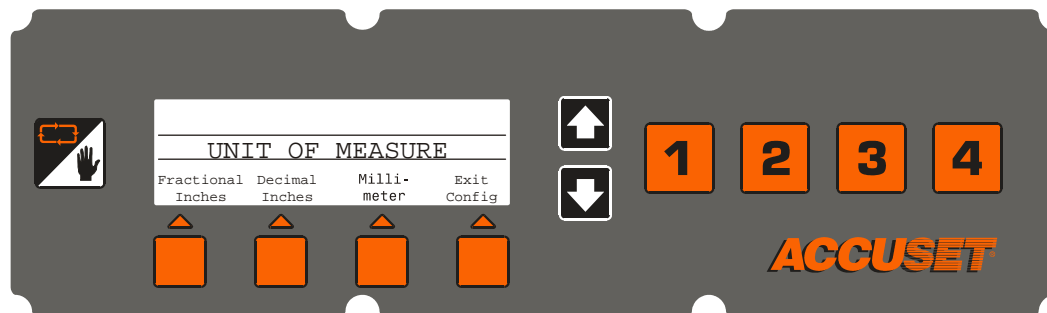 UNIT OF MEASURE
Fractional Inches
Decimal Inches
Milli-
meter
Exit Config
1 2 3 4
ACCUSET